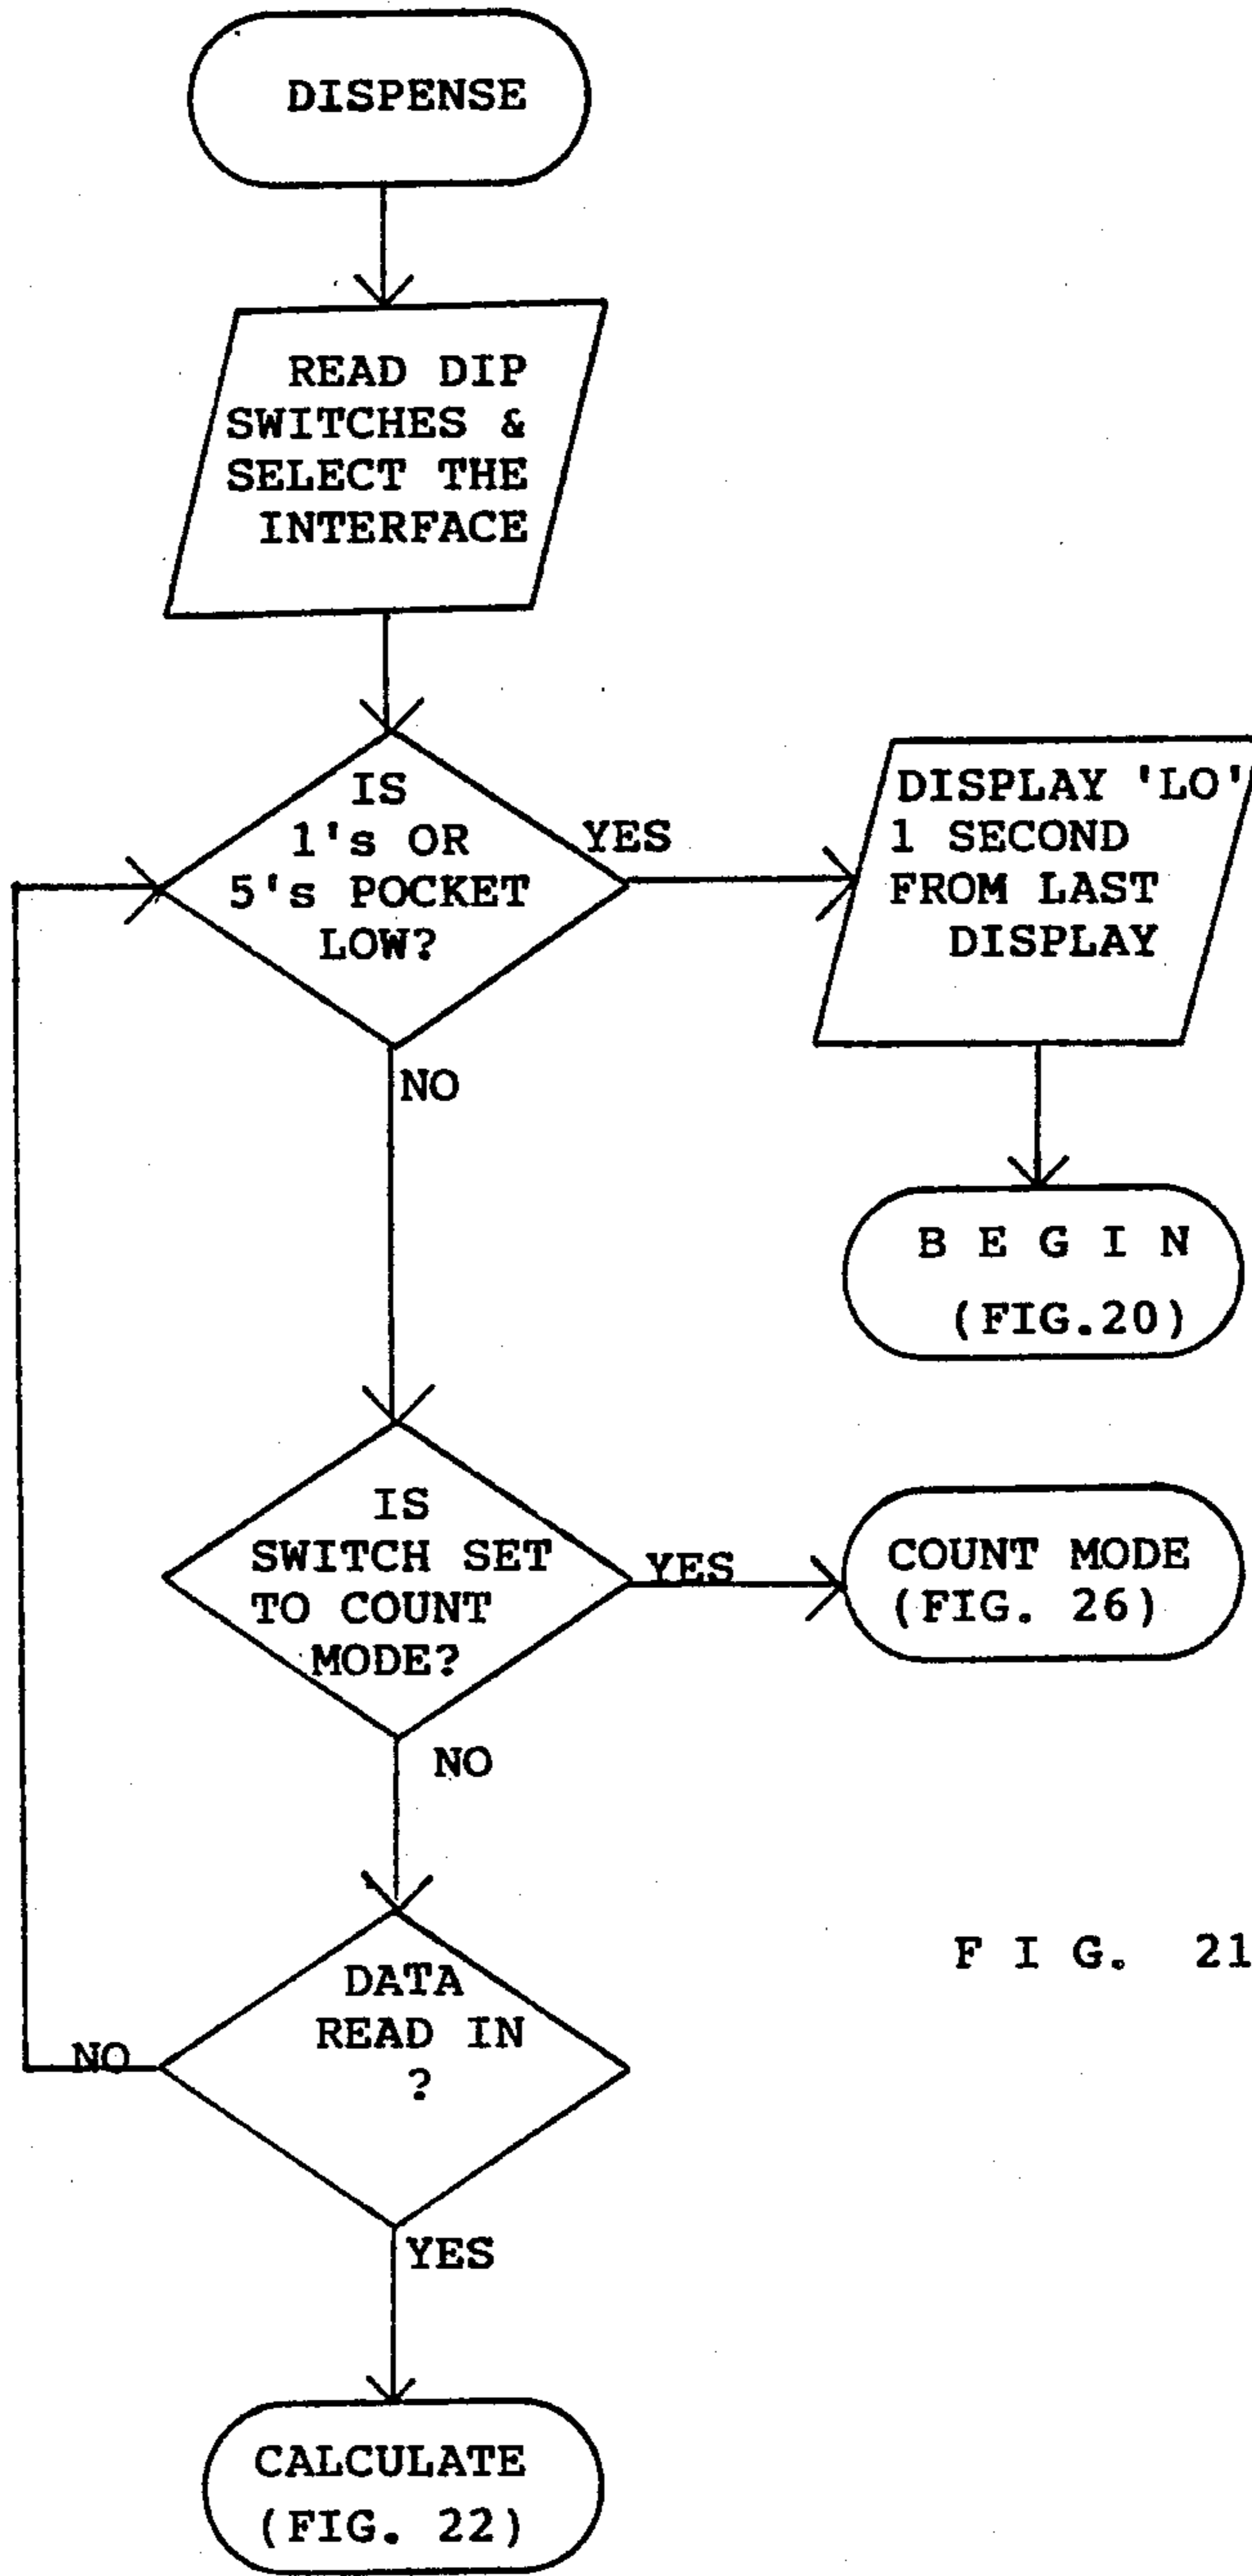 DISPENSE
READ DIP
SWITCHES &
SELECT THE
INTERFACE
IS
1's OR
5's POCKET
LOW?
YES
DISPLAY 'LO'
1 SECOND
FROM LAST
DISPLAY
NO
B E G I N
(FIG.20)
IS
SWITCH SET
TO COUNT
MODE?
YES
COUNT MODE
(FIG. 26)
NO
DATA
READ IN
?
NO
YES
CALCULATE
(FIG. 22)
F I G. 21